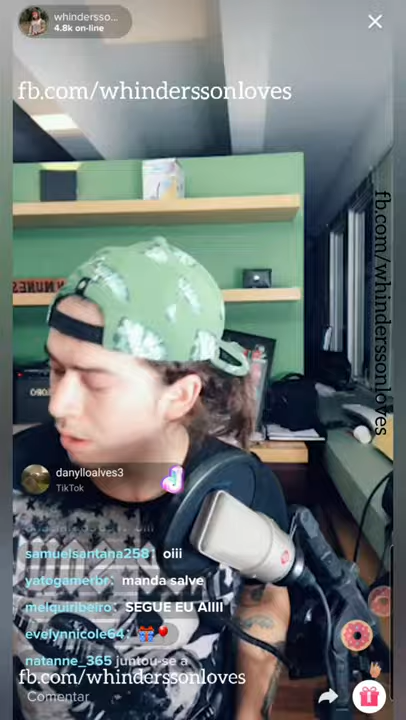 whindersso...
4.8k on-line
fb.com/whinderssonloves
fb.com/whinderssonloves
danylloalves3
TikTok
samuelsantana258: oiii
yatogamerbr: manda salve
melquiribeiro: SEGUE EU AIIII
evelynnicole64:
natanne_365 juntou-se a
fb.com/whinderssonloves
Comentar